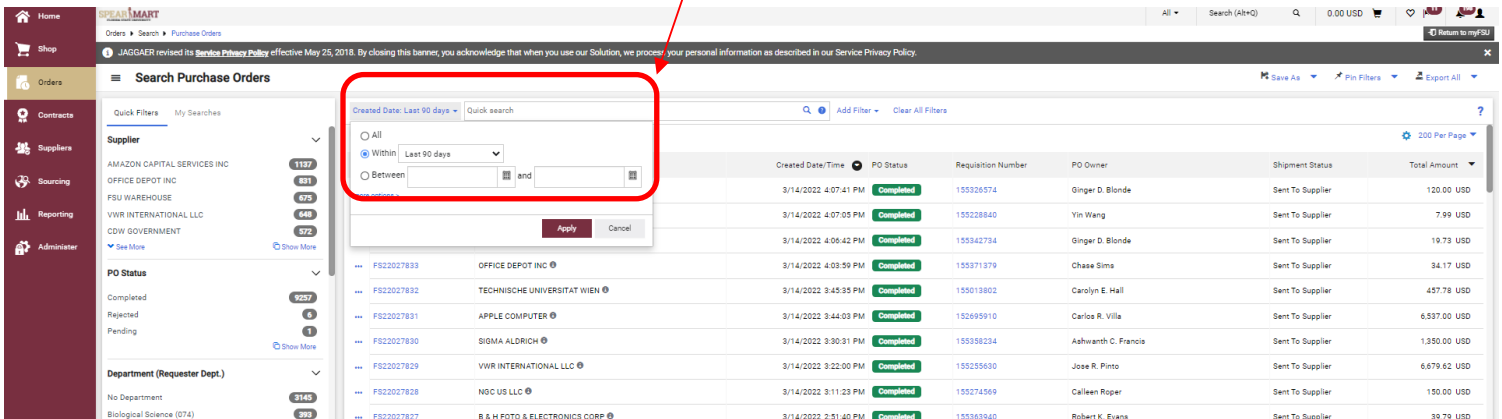 Home
SPEAR MART
All
Search (Alt+Q)
0.00 USD
Orders
Search
Purchase Orders
Return to myFSU
Shop
JAGGAER revised its Service Privacy Policy effective May 25, 2018. By closing this banner, you acknowledge that when you use our Solution, we process your personal information as described in our Service Privacy Policy.
×
Orders
Search Purchase Orders
Save As
Pin Filters
Export All
Contracts
Quick Filters
My Searches
Created Date: Last 90 days
Quick search
Add Filter
Clear All Filters
?
Suppliers
Supplier
All
200 Per Page
Within
Last 90 days
AMAZON CAPITAL SERVICES INC
1137
Created Date/Time
PO Status
Requisition Number
PO Owner
Shipment Status
Total Amount
Sourcing
OFFICE DEPOT INC
831
Between
and
FSU WAREHOUSE
675
3/14/2022 4:07:41 PM
Completed
155326574
Ginger D. Blonde
Sent To Supplier
120.00 USD
Reporting
VWR INTERNATIONAL LLC
648
3/14/2022 4:07:05 PM
Completed
155228840
Yin Wang
Sent To Supplier
7.99 USD
CDW GOVERNMENT
572
Apply
Cancel
Administer
See More
Show More
3/14/2022 4:06:42 PM
Completed
155342734
Ginger D. Blonde
Sent To Supplier
19.73 USD
PO Status
FS22027833
OFFICE DEPOT INC
3/14/2022 4:03:59 PM
Completed
155371379
Chase Sims
Sent To Supplier
34.17 USD
Completed
9257
FS22027832
TECHNISCHE UNIVERSITAT WIEN
3/14/2022 3:45:35 PM
Completed
155013802
Carolyn E. Hall
Sent To Supplier
457.78 USD
Rejected
6
FS22027831
APPLE COMPUTER
3/14/2022 3:44:03 PM
Completed
152695910
Carlos R. Villa
Sent To Supplier
6,537.00 USD
Pending
1
Show More
FS22027830
SIGMA ALDRICH
3/14/2022 3:30:31 PM
Completed
155358234
Ashwanth C. Francis
Sent To Supplier
1,350.00 USD
Department (Requester Dept.)
FS22027829
VWR INTERNATIONAL LLC
3/14/2022 3:22:00 PM
Completed
155255630
Jose R. Pinto
Sent To Supplier
6,679.62 USD
No Department
3145
FS22027828
NGC US LLC
3/14/2022 3:11:23 PM
Completed
155274569
Calleen Roper
Sent To Supplier
150.00 USD
Biological Science (074)
393
FS22027827
B & H FOTO & ELECTRONICS CORP
3/14/2022 2:51:40 PM
Completed
155363940
Robert K. Evans
Sent To Supplier
39.79 USD